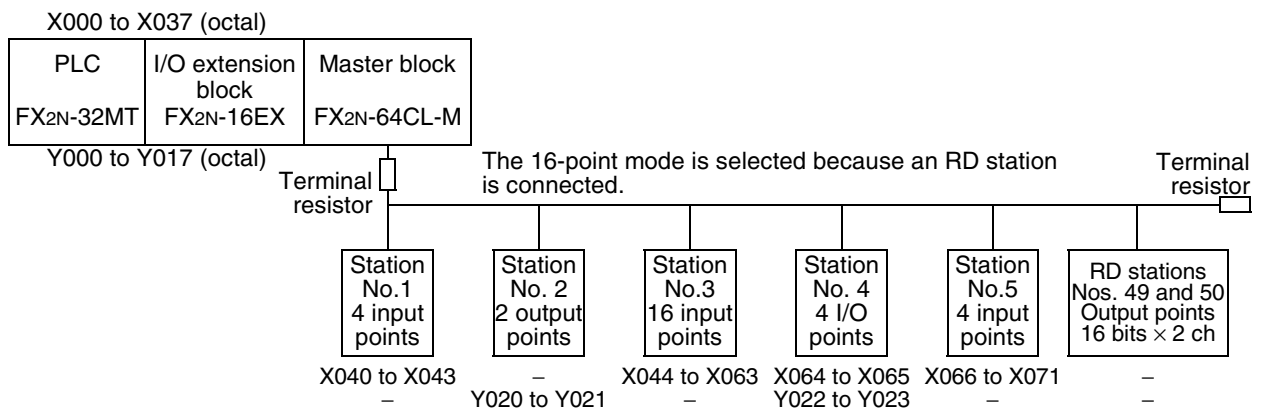 X000 to X037 (octal)
PLC
FX2N-32MT
I/O extension
block
FX2N-16EX
Master block
FX2N-64CL-M
Y000 to Y017 (octal)
Terminal
resistor
The 16-point mode is selected because an RD station
is connected.
Terminal
resistor
Station
No.1
4 input
points
Station
No. 2
2 output
points
Station
No.3
16 input
points
Station
No. 4
4 I/O
points
Station
No.5
4 input
points
RD stations
Nos. 49 and 50
Output points
16 bits × 2 ch
X040 to X043 – X044 to X063 X064 to X065 X066 to X071 –
– Y020 to Y021 – Y022 to Y023 – –